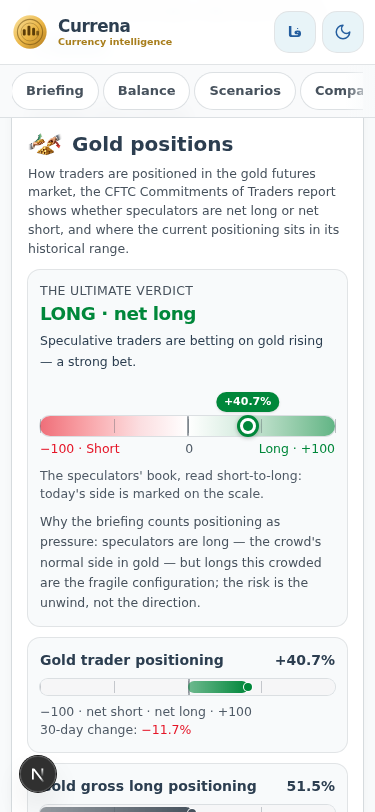 Currena
Currency intelligence
فا
Briefing
Balance
Scenarios
Compa
Gold positions
How traders are positioned in the gold futures
market, the CFTC Commitments of Traders report
shows whether speculators are net long or net
short, and where the current positioning sits in its
historical range.
THE ULTIMATE VERDICT
LONG · net long
Speculative traders are betting on gold rising
— a strong bet.
+40.7%
−100 · Short 0 Long · +100
The speculators' book, read short-to-long:
today's side is marked on the scale.
Why the briefing counts positioning as
pressure: speculators are long — the crowd's
normal side in gold — but longs this crowded
are the fragile configuration; the risk is the
unwind, not the direction.
Gold trader positioning +40.7%
−100 · net short · net long · +100
30-day change: −11.7%
N
old gross long positioning 51.5%